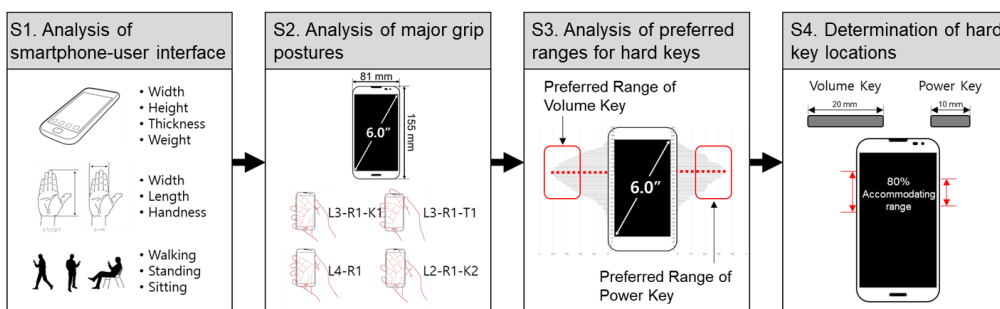 S1. Analysis of
smartphone-user interface
• Width
• Height
• Thickness
• Weight
• Width
• Length
• Handness
• Walking
• Standing
• Sitting
S2. Analysis of major grip
postures
81 mm
155 mm
6.0”
L3-R1-K1
L3-R1-T1
L4-R1
L2-R1-K2
S3. Analysis of preferred
ranges for hard keys
Preferred Range of
Volume Key
6.0”
Preferred Range of
Power Key
S4. Determination of hard
key locations
Volume Key
Power Key
20 mm
10 mm
80%
Accommodating
range